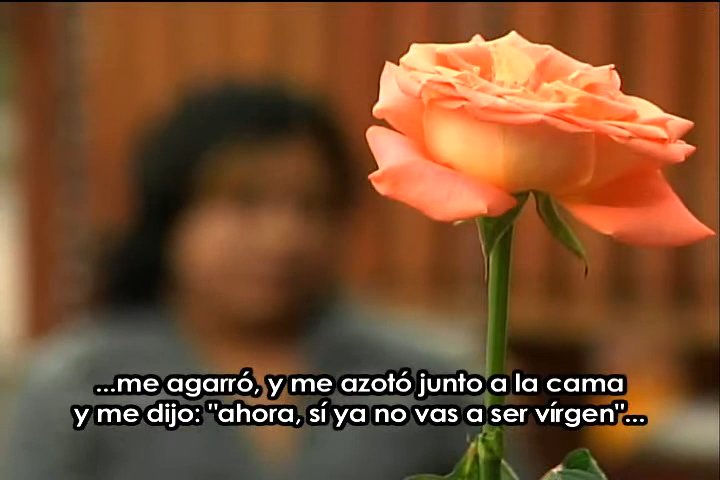 ...me agarró, y me azotó junto a la cama
y me dijo: "ahora, sí ya no vas a ser vírgen"...